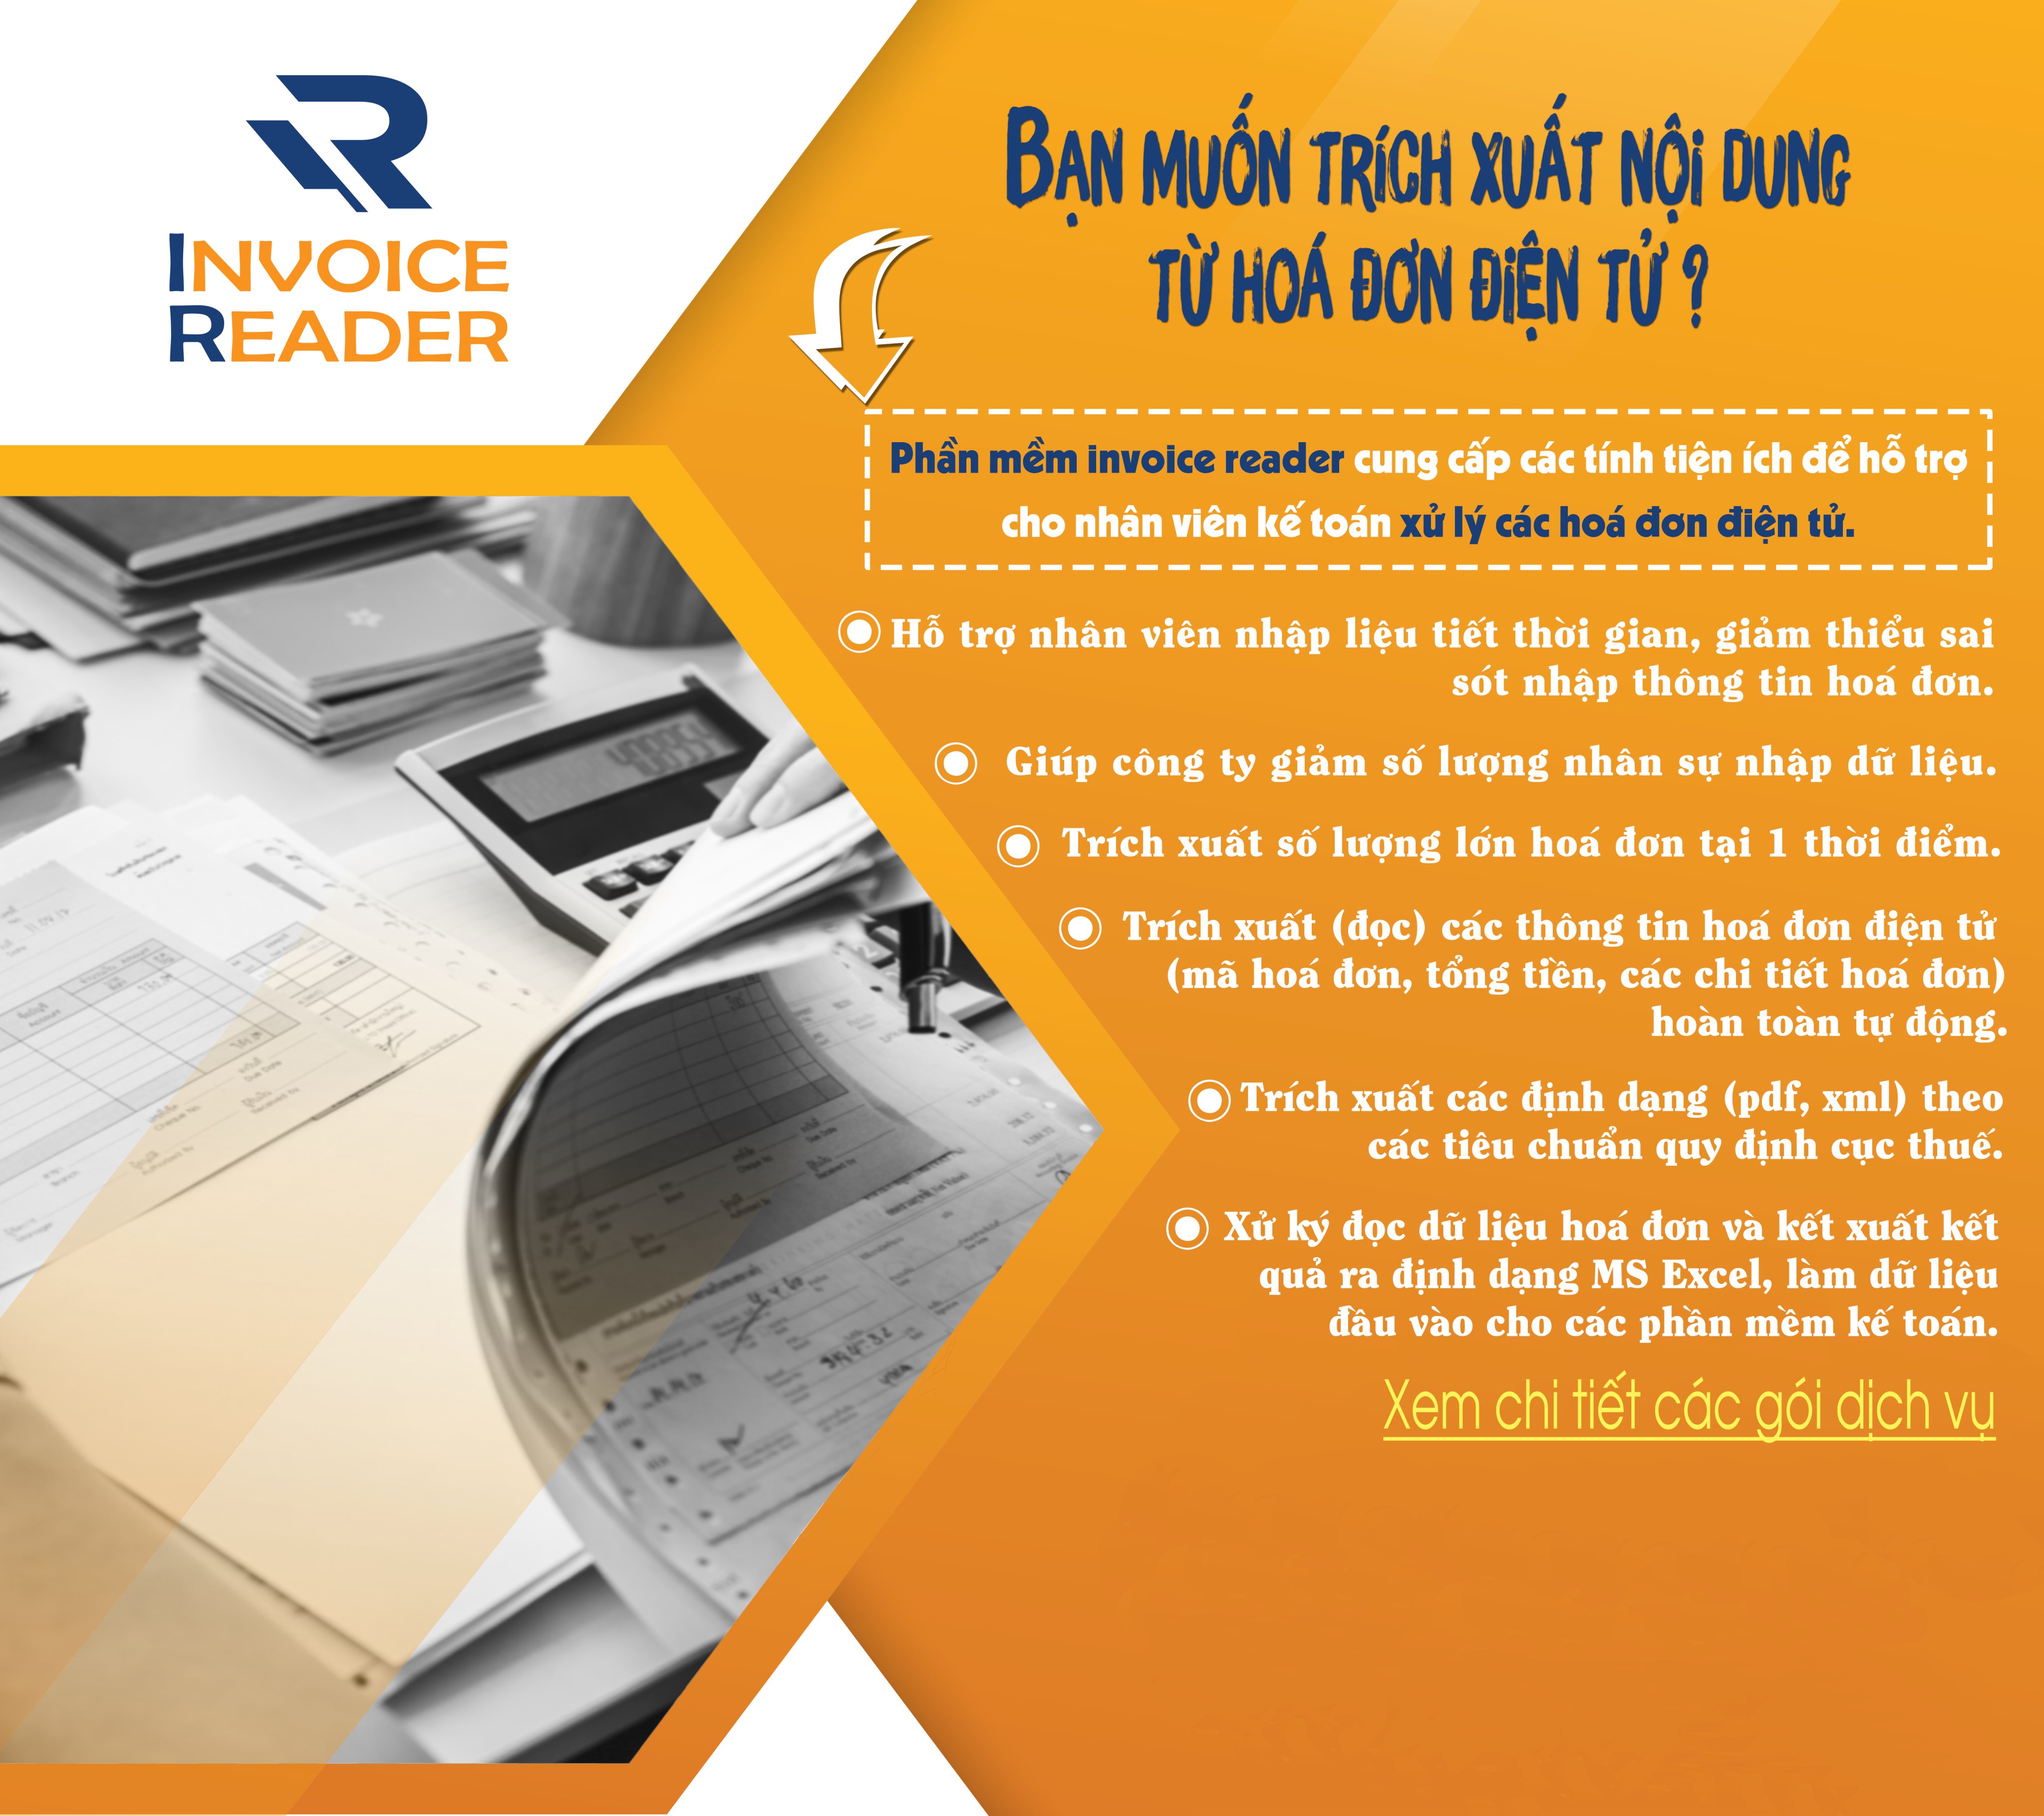 INVOICE
READER
BẠN MUỐN TRÍCH XUẤT NỘI DUNG
TỪ HOÁ ĐƠN ĐIỆN TỬ ?
Phần mềm invoice reader cung cấp các tính tiện ích để hỗ trợ
cho nhân viên kế toán xử lý các hoá đơn điện tử.
Hỗ trợ nhân viên nhập liệu tiết thời gian, giảm thiểu sai
sót nhập thông tin hoá đơn.
Giúp công ty giảm số lượng nhân sự nhập dữ liệu.
Trích xuất số lượng lớn hoá đơn tại 1 thời điểm.
Trích xuất (đọc) các thông tin hoá đơn điện tử
(mã hoá đơn, tổng tiền, các chi tiết hoá đơn)
hoàn toàn tự động.
Trích xuất các định dạng (pdf, xml) theo
các tiêu chuẩn quy định cục thuế.
Xử ký đọc dữ liệu hoá đơn và kết xuất kết
quả ra định dạng MS Excel, làm dữ liệu
đầu vào cho các phần mềm kế toán.
Xem chi tiết các gói dịch vụ